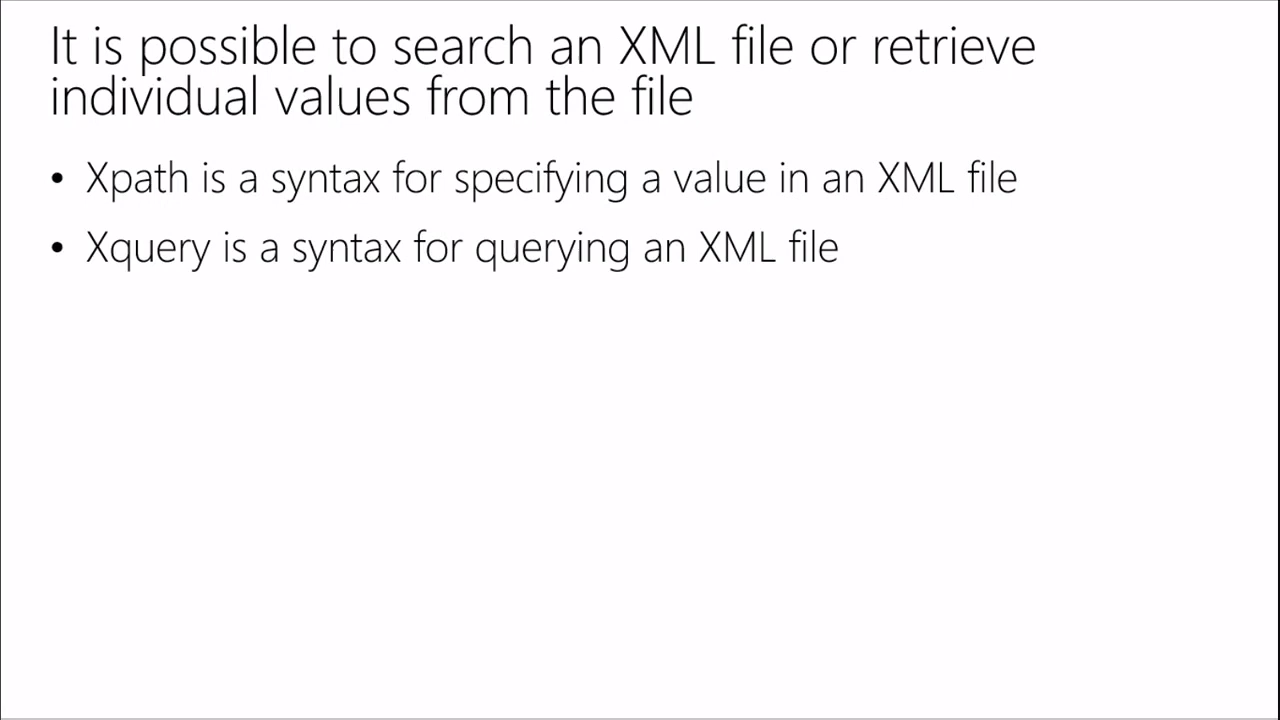 It is possible to search an XML file or retrieve
individual values from the file
• Xpath is a syntax for specifying a value in an XML file
• Xquery is a syntax for querying an XML file